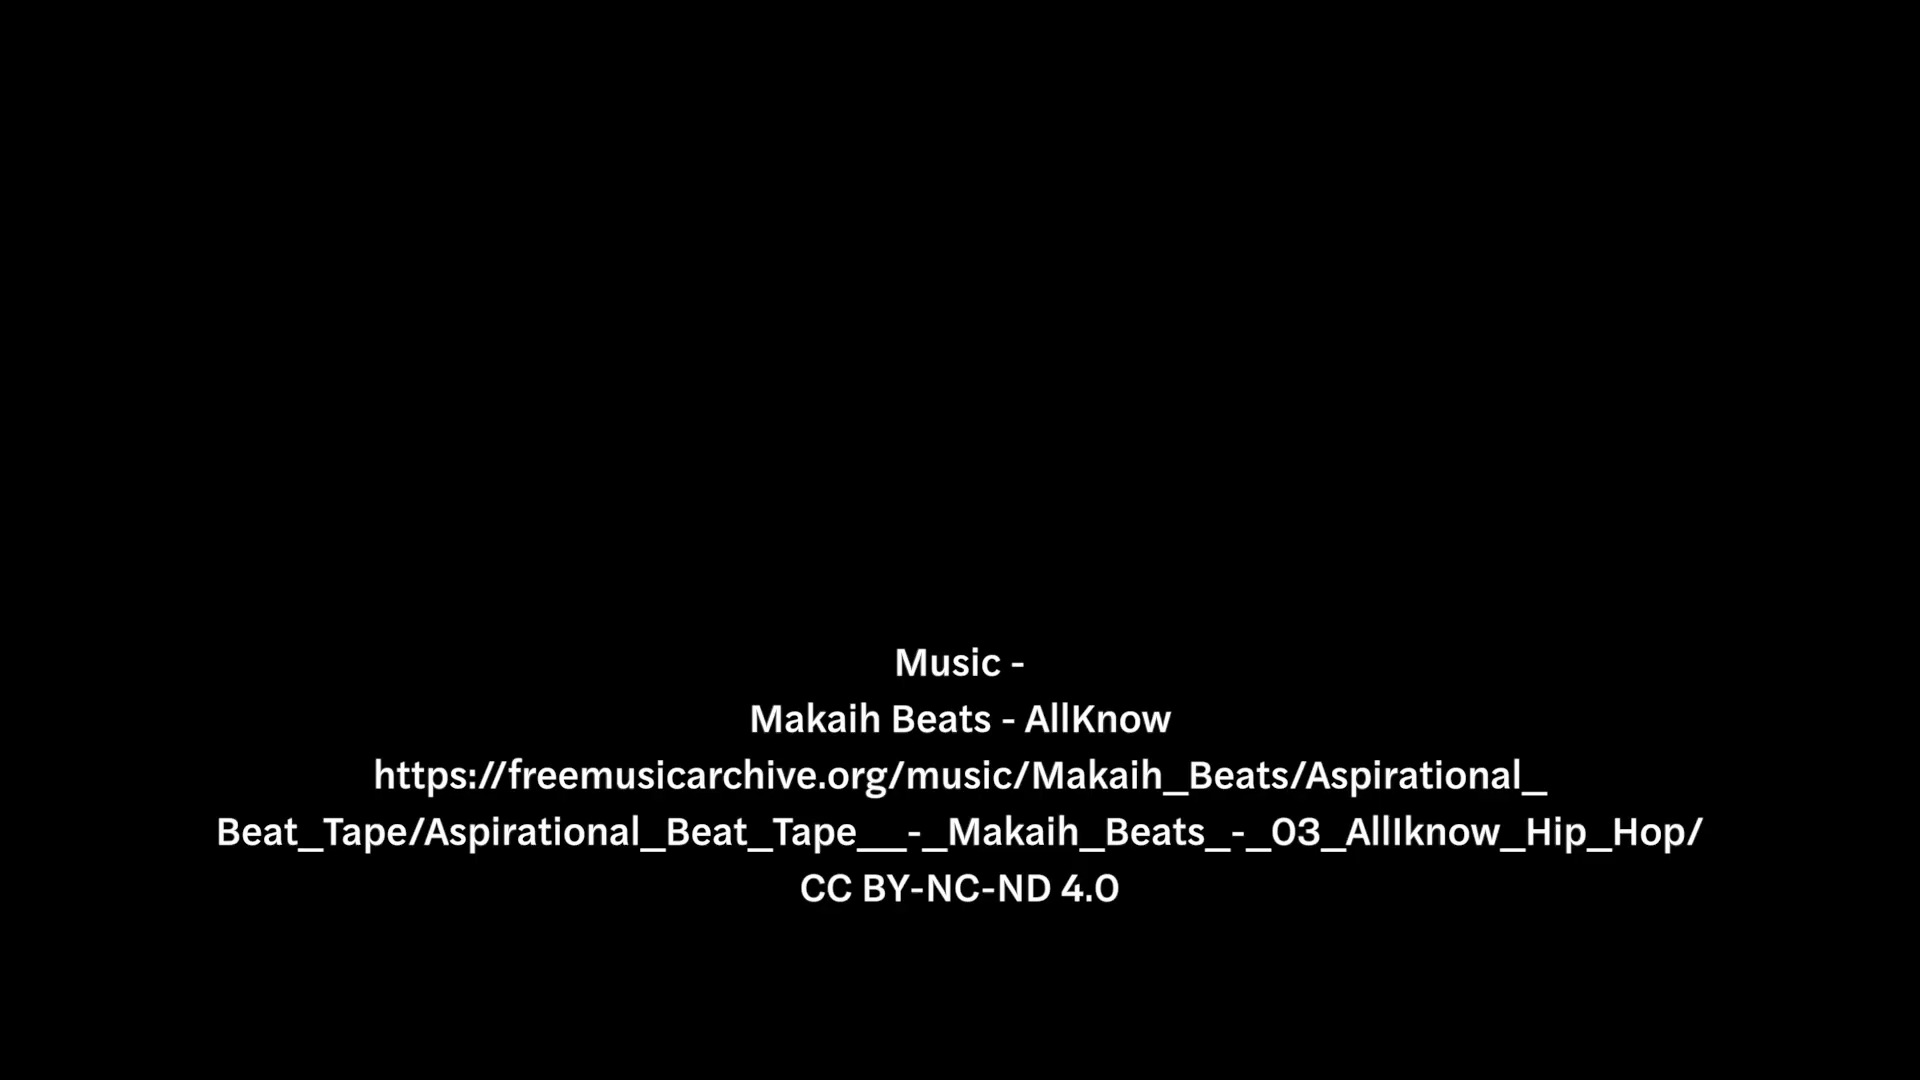 Music -
Makaih Beats - AllKnow
https://freemusicarchive.org/music/Makaih_Beats/Aspirational_
Beat_Tape/Aspirational_Beat_Tape__-_Makaih_Beats_-_03_AllIknow_Hip_Hop/
CC BY-NC-ND 4.0